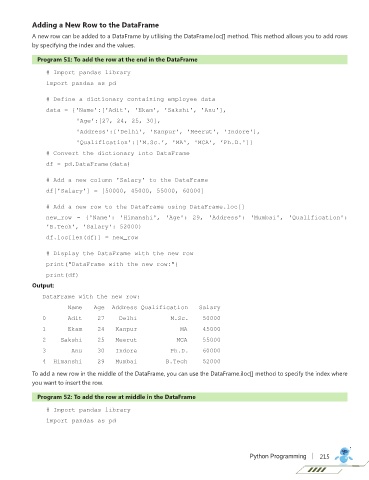 Adding a New Row to the DataFrame
A new row can be added to a DataFrame by utilising the DataFrame.loc[] method. This method allows you to add rows
by specifying the index and the values.
Program 51: To add the row at the end in the DataFrame
# Import pandas library
import pandas as pd
# Define a dictionary containing employee data
data = {'Name':['Adit', 'Ekam', 'Sakshi', 'Anu'],
'Age':[27, 24, 25, 30],
'Address':['Delhi', 'Kanpur', 'Meerut', 'Indore'],
'Qualification':['M.Sc.', 'MA', 'MCA', 'Ph.D.']}
# Convert the dictionary into DataFrame
df = pd.DataFrame(data)
# Add a new column 'Salary' to the DataFrame
df['Salary'] = [50000, 45000, 55000, 60000]
# Add a new row to the DataFrame using DataFrame.loc[]
new_row = {'Name': 'Himanshi', 'Age': 29, 'Address': 'Mumbai', 'Qualification':
'B.Tech', 'Salary': 52000}
df.loc[len(df)] = new_row
# Display the DataFrame with the new row
print("DataFrame with the new row:")
print(df)
Output:
DataFrame with the new row:
Name Age Address Qualification Salary
0 Adit 27 Delhi M.Sc. 50000
1 Ekam 24 Kanpur MA 45000
2 Sakshi 25 Meerut MCA 55000
3 Anu 30 Indore Ph.D. 60000
4 Himanshi 29 Mumbai B.Tech 52000
To add a new row in the middle of the DataFrame, you can use the DataFrame.iloc[] method to specify the index where
you want to insert the row.
Program 52: To add the row at middle in the DataFrame
# Import pandas library
import pandas as pd
Python Programming | 215